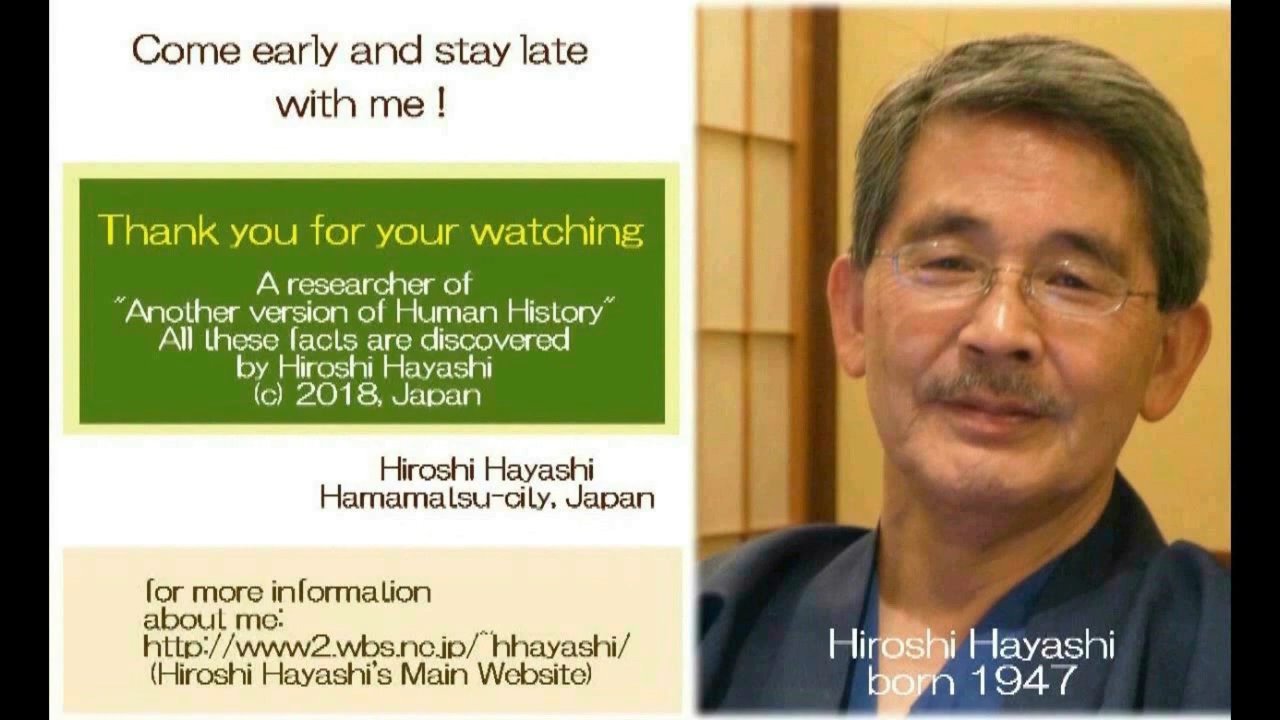 Come early and stay late
with me !
Thank you for your watching
A researcher of
"Another version of Human History"
All these facts are discovered
by Hiroshi Hayashi
(c) 2018, Japan
Hiroshi Hayashi
Hamamatsu-city, Japan
for more information
about me:
http://www2.wbs.ne.jp/~hhayashi/
(Hiroshi Hayashi's Main Website)
Hiroshi Hayashi
born 1947